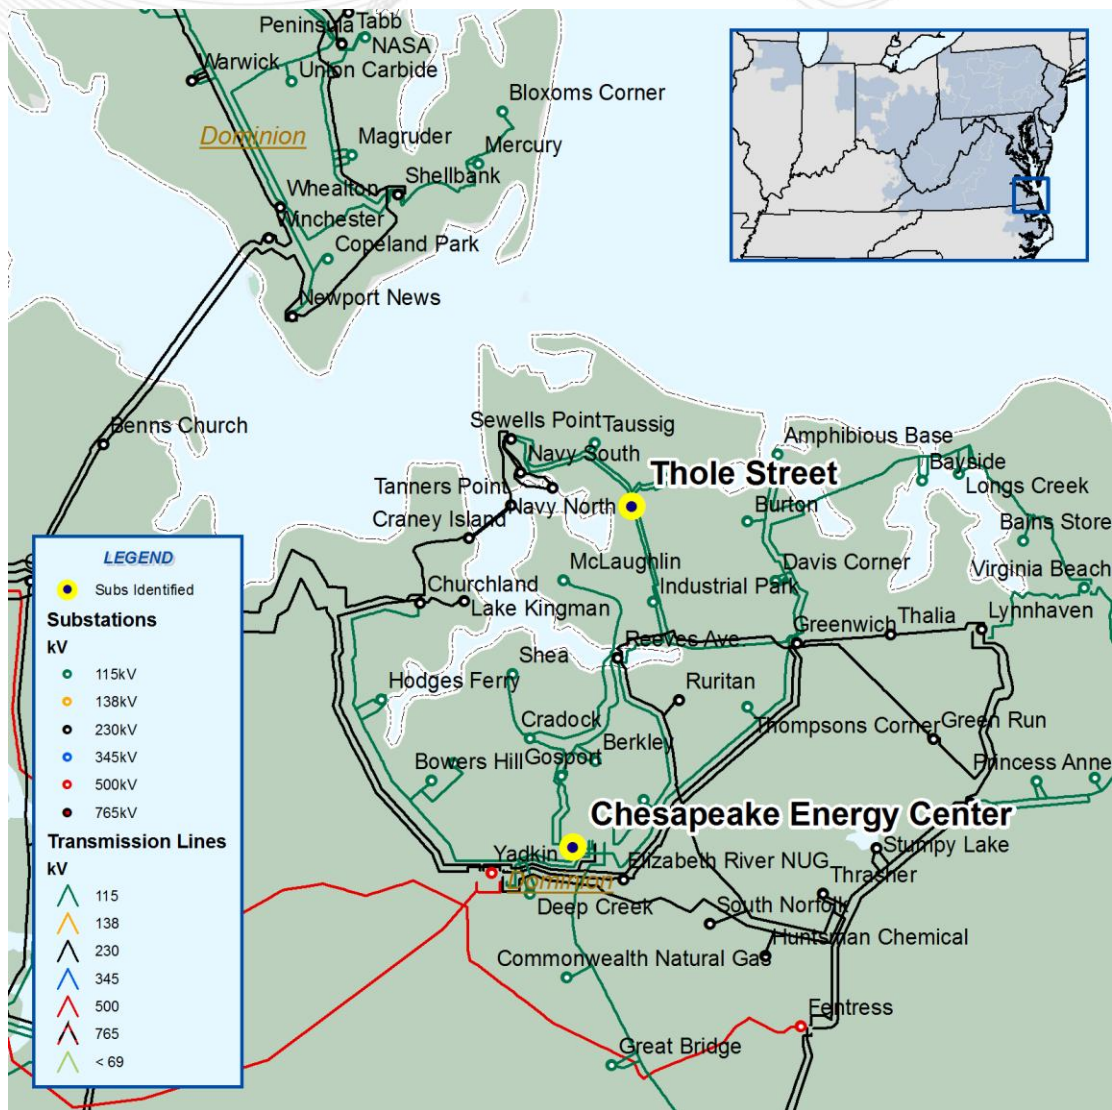 Tabb
Peninsula
NASA
Warwick
Union Carbide
Bloxoms Corner
Dominion
Magruder
Mercury
Shellbank
Whealton
Winchester
Copeland Park
Newport News
Benns Church
Sewells Point
Taussig
Amphibious Base
Navy South
Bayside
Thole Street
Longs Creek
Tanners Point
Navy North
Burton
Craney Island
Bains Store
McLaughlin
Davis Corner
Virginia Beach
Churchland
Industrial Park
Lake Kingman
Thalia
Lynnhaven
Greenwich
Reeves Ave
Shea
Hodges Ferry
Ruritan
Cradock
Thompsons Corner
Green Run
Berkley
Bowers Hill
Gosport
Princess Anne
Chesapeake Energy Center
Yadkin
Stumpy Lake
Elizabeth River NUG
Dominion
Thrasher
Deep Creek
South Norfolk
Huntsman Chemical
Commonwealth Natural Gas
Fentress
Great Bridge
LEGEND
Subs Identified
Substations
kV
115kV
138kV
230kV
345kV
500kV
765kV
Transmission Lines
kV
115
138
230
345
500
765
< 69